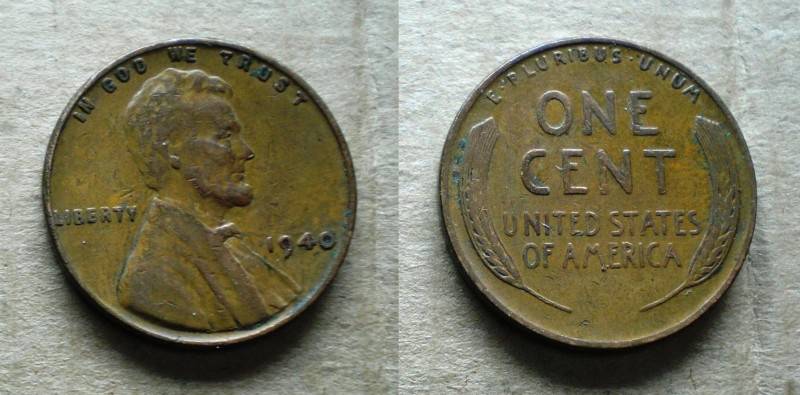 IN GOD WE TRUST
LIBERTY
1940
E·PLURIBUS·UNUM
ONE
CENT
UNITED STATES
OF AMERICA